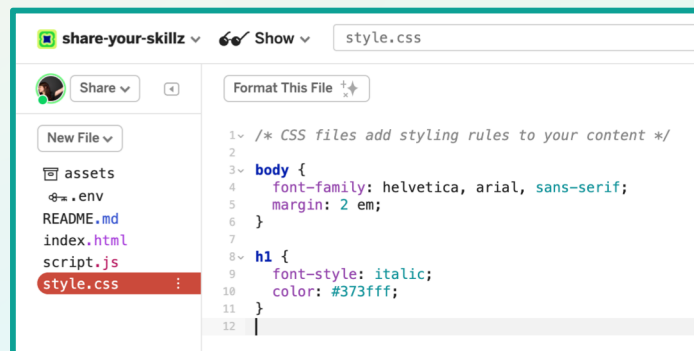 share-your-skillz Show style.css
Share
Format This File
New File
assets
.env
README.md
index.html
script.js
style.css
1 /* CSS files add styling rules to your content */
2
3 body {
4 font-family: helvetica, arial, sans-serif;
5 margin: 2 em;
6 }
7
8 h1 {
9 font-style: italic;
10 color: #373fff;
11 }
12